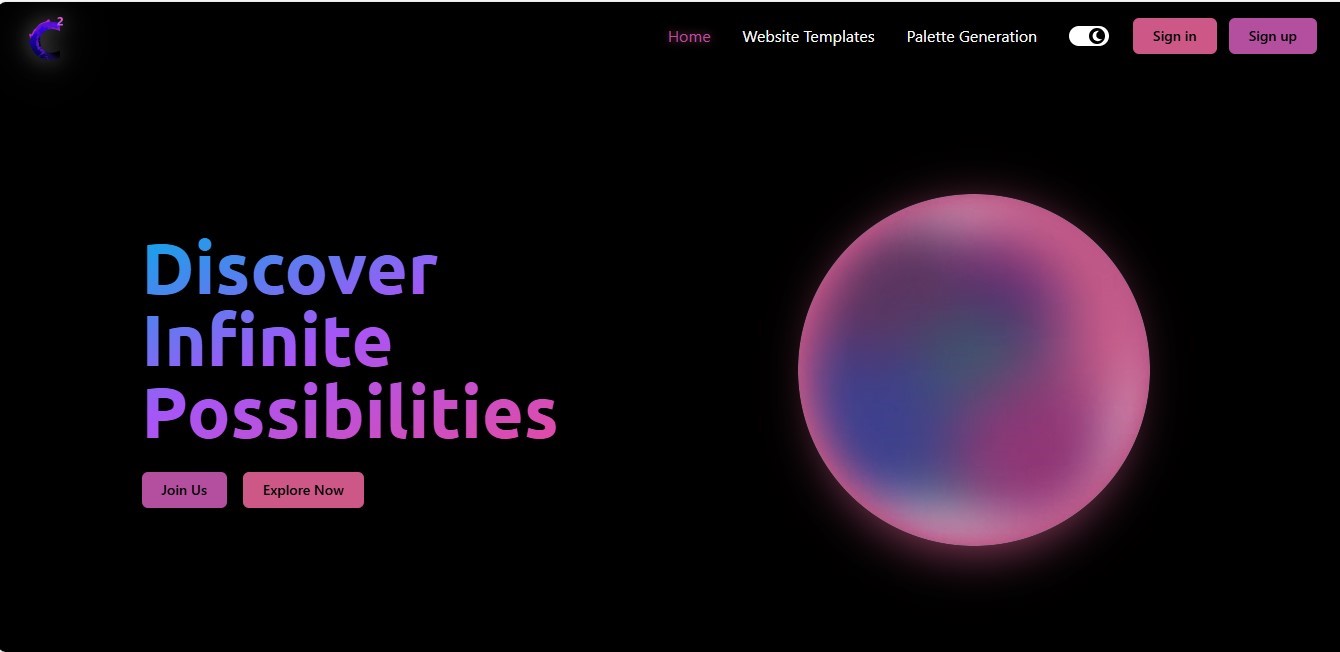 C 2
Home Website Templates Palette Generation Sign in Sign up
Discover
Infinite
Possibilities
Join Us Explore Now